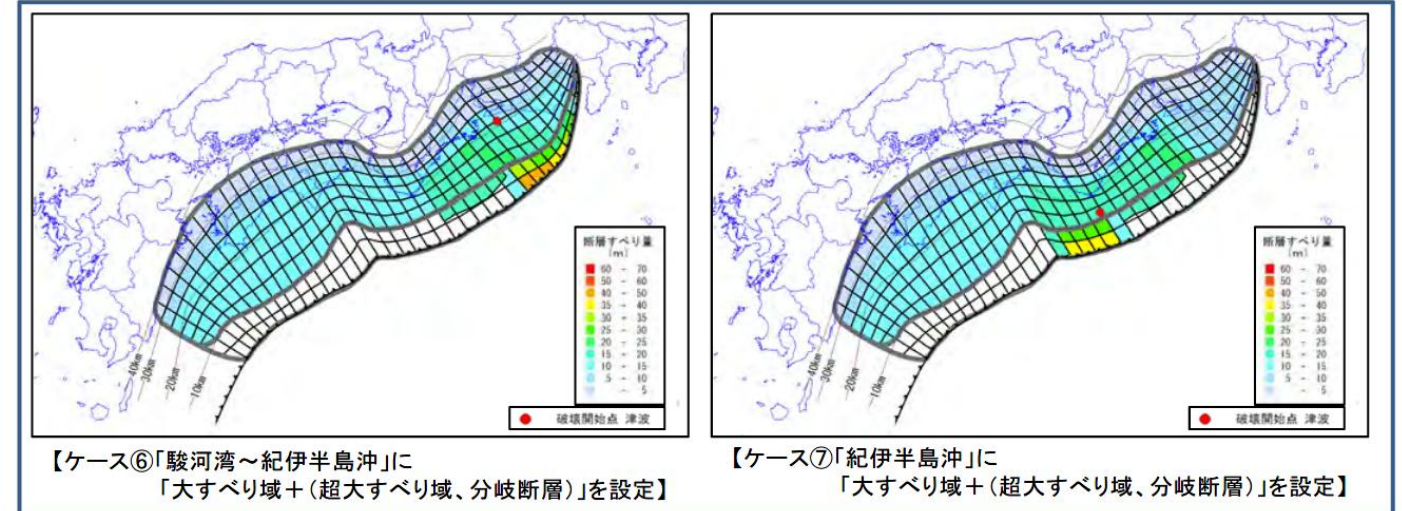 40km
30km
20km
10km
断層すべり量
(m)
60 - 70
50 - 60
40 - 50
35 - 40
30 - 35
25 - 30
20 - 25
15 - 20
10 - 15
5 - 10
- 5
破壊開始点 津波
【ケース⑥「駿河湾～紀伊半島沖」に
「大すべり域＋(超大すべり域、分岐断層)」を設定】
40km
30km
20km
10km
断層すべり量
(m)
60 - 70
50 - 60
40 - 50
35 - 40
30 - 35
25 - 30
20 - 25
15 - 20
10 - 15
5 - 10
- 5
破壊開始点 津波
【ケース⑦「紀伊半島沖」に
「大すべり域＋(超大すべり域、分岐断層)」を設定】